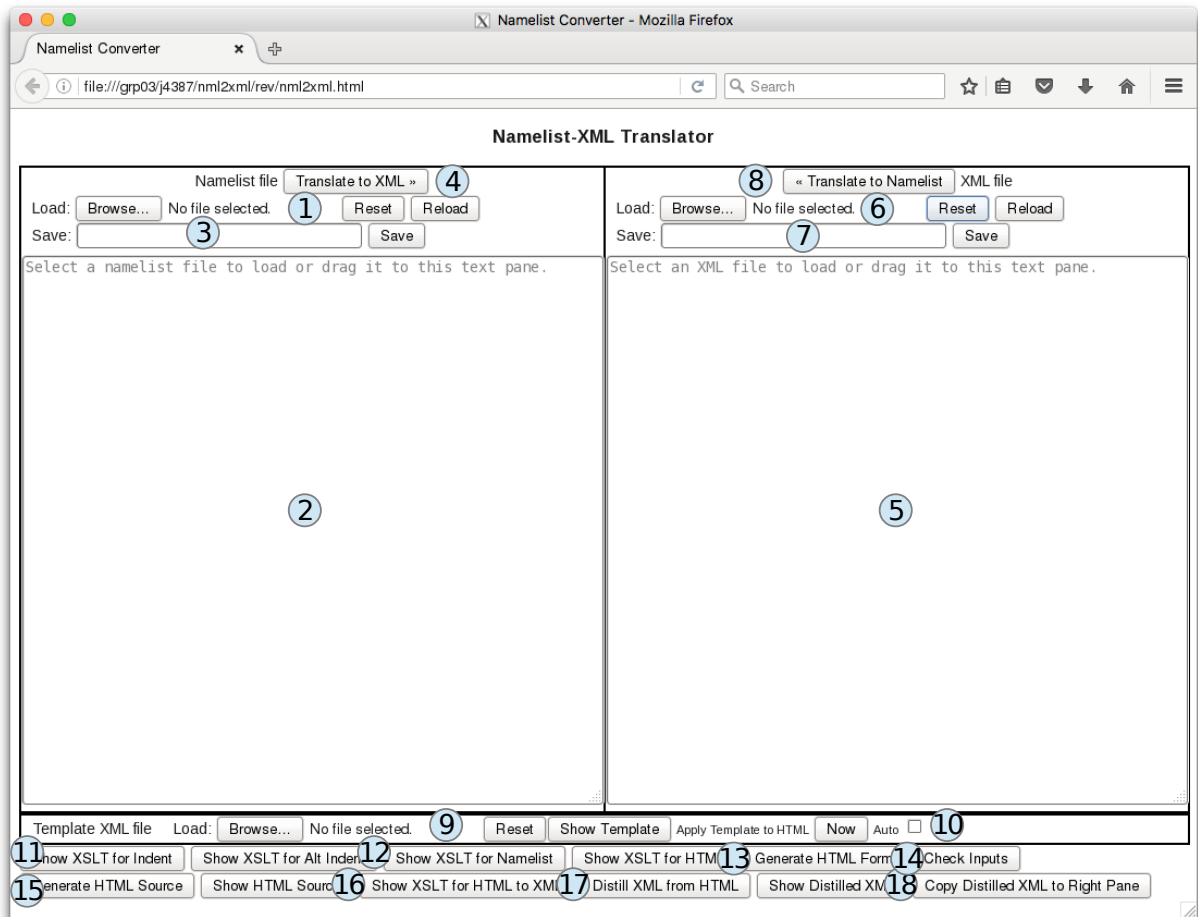 Namelist Converter - Mozilla Firefox
Namelist Converter
file:///grp03/j4387/nml2xml/rev/nml2xml.html Search
Namelist-XML Translator
Namelist file Translate to XML » 4
Load: Browse... No file selected. 1 Reset Reload
Save: 3 Save
Select a namelist file to load or drag it to this text pane.
2
8 « Translate to Namelist XML file
Load: Browse... No file selected. 6 Reset Reload
Save: 7 Save
Select an XML file to load or drag it to this text pane.
5
Template XML file Load: Browse... No file selected. 9 Reset Show Template Apply Template to HTML Now Auto 10
11 how XSLT for Indent Show XSLT for Alt Inden 12 Show XSLT for Namelist Show XSLT for HTM 13 Generate HTML Form 14 Check Inputs
15 enerate HTML Source Show HTML Sourc 16 Show XSLT for HTML to XM 17 Distill XML from HTML Show Distilled XM 18 Copy Distilled XML to Right Pane